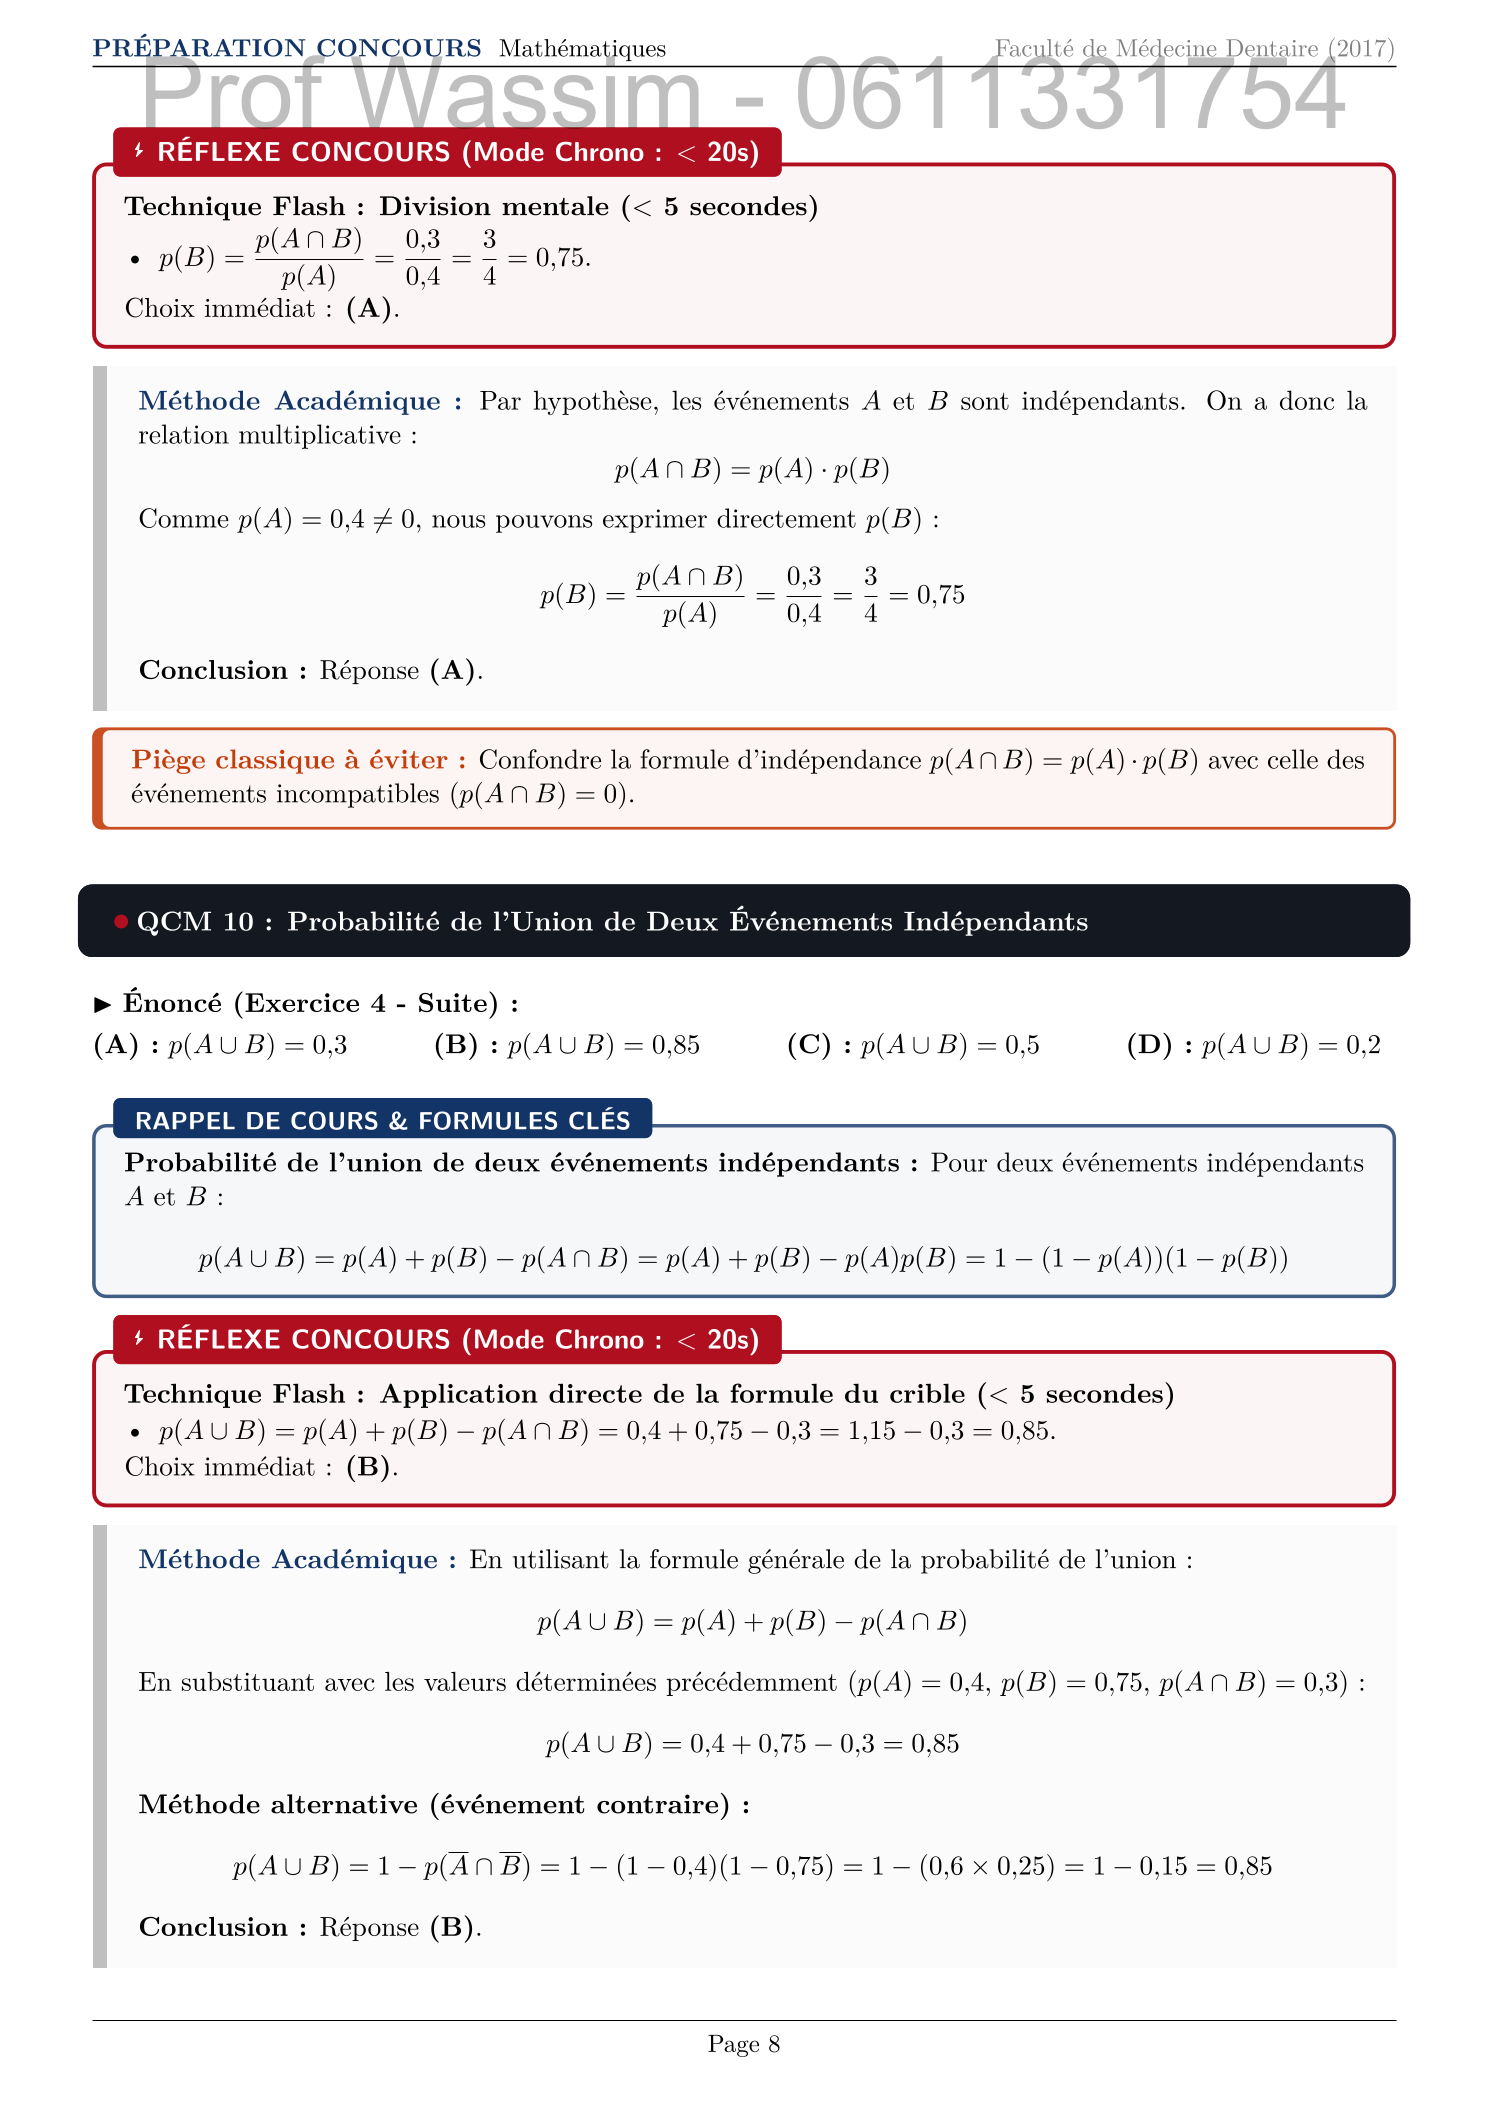 PRÉPARATION CONCOURS Mathématiques Faculté de Médecine Dentaire (2017)
Prof Wassim - 0611331754
RÉFLEXE CONCOURS (Mode Chrono : < 20s)
Technique Flash : Division mentale (< 5 secondes)
• p(B) = p(A ∩ B)/p(A) = 0,3/0,4 = 3/4 = 0,75.
Choix immédiat : (A).
Méthode Académique : Par hypothèse, les événements A et B sont indépendants. On a donc la
relation multiplicative :
p(A ∩ B) = p(A) · p(B)
Comme p(A) = 0,4 ≠ 0, nous pouvons exprimer directement p(B) :
p(B) = p(A ∩ B)/p(A) = 0,3/0,4 = 3/4 = 0,75
Conclusion : Réponse (A).
Piège classique à éviter : Confondre la formule d'indépendance p(A ∩ B) = p(A) · p(B) avec celle des
événements incompatibles (p(A ∩ B) = 0).
• QCM 10 : Probabilité de l'Union de Deux Événements Indépendants
▶ Énoncé (Exercice 4 - Suite) :
(A) : p(A ∪ B) = 0,3 (B) : p(A ∪ B) = 0,85 (C) : p(A ∪ B) = 0,5 (D) : p(A ∪ B) = 0,2
RAPPEL DE COURS & FORMULES CLÉS
Probabilité de l'union de deux événements indépendants : Pour deux événements indépendants
A et B :
p(A ∪ B) = p(A) + p(B) − p(A ∩ B) = p(A) + p(B) − p(A)p(B) = 1 − (1 − p(A))(1 − p(B))
RÉFLEXE CONCOURS (Mode Chrono : < 20s)
Technique Flash : Application directe de la formule du crible (< 5 secondes)
• p(A ∪ B) = p(A) + p(B) − p(A ∩ B) = 0,4 + 0,75 − 0,3 = 1,15 − 0,3 = 0,85.
Choix immédiat : (B).
Méthode Académique : En utilisant la formule générale de la probabilité de l'union :
p(A ∪ B) = p(A) + p(B) − p(A ∩ B)
En substituant avec les valeurs déterminées précédemment (p(A) = 0,4, p(B) = 0,75, p(A ∩ B) = 0,3) :
p(A ∪ B) = 0,4 + 0,75 − 0,3 = 0,85
Méthode alternative (événement contraire) :
p(A ∪ B) = 1 − p(A̅ ∩ B̅) = 1 − (1 − 0,4)(1 − 0,75) = 1 − (0,6 × 0,25) = 1 − 0,15 = 0,85
Conclusion : Réponse (B).
Page 8